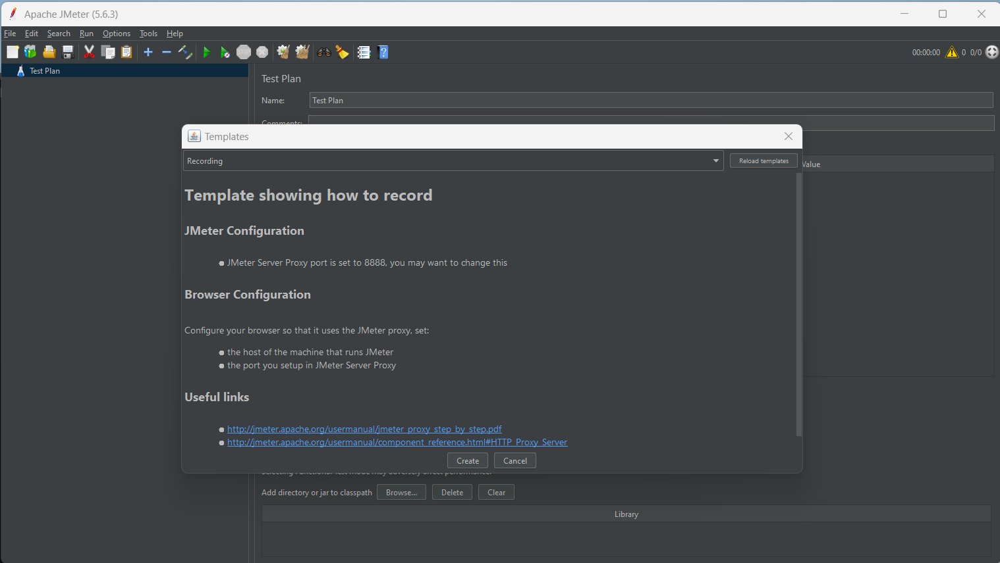 Apache JMeter (5.6.3)
File Edit Search Run Options Tools Help
STOP
00:00:00 0 0/0
Test Plan
Test Plan
Name: Test Plan
Comments:
Templates
Recording
Reload templates
Value
Template showing how to record
JMeter Configuration
JMeter Server Proxy port is set to 8888, you may want to change this
Browser Configuration
Configure your browser so that it uses the JMeter proxy, set:
the host of the machine that runs JMeter
the port you setup in JMeter Server Proxy
Useful links
http://jmeter.apache.org/usermanual/jmeter_proxy_step_by_step.pdf
http://jmeter.apache.org/usermanual/component_reference.html#HTTP_Proxy_Server
Create Cancel
Selecting Functional Test Mode may adversely affect performance.
Add directory or jar to classpath Browse... Delete Clear
Library